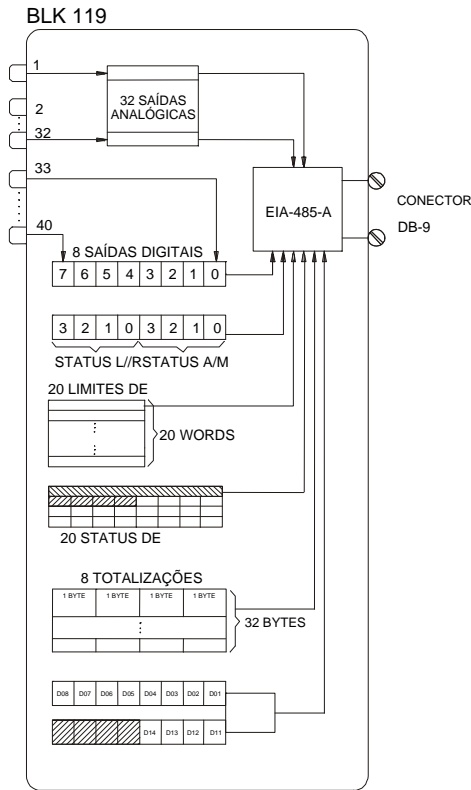 BLK 119
1
2
32
33
40
32 SAÍDAS
ANALÓGICAS
EIA-485-A
CONECTOR
DB-9
8 SAÍDAS DIGITAIS
7 6 5 4 3 2 1 0
3 2 1 0 3 2 1 0
STATUS L//RSTATUS A/M
20 LIMITES DE
20 WORDS
20 STATUS DE
8 TOTALIZAÇÕES
1 BYTE 1 BYTE 1 BYTE 1 BYTE
32 BYTES
D08 D07 D06 D05 D04 D03 D02 D01
D14 D13 D12 D11